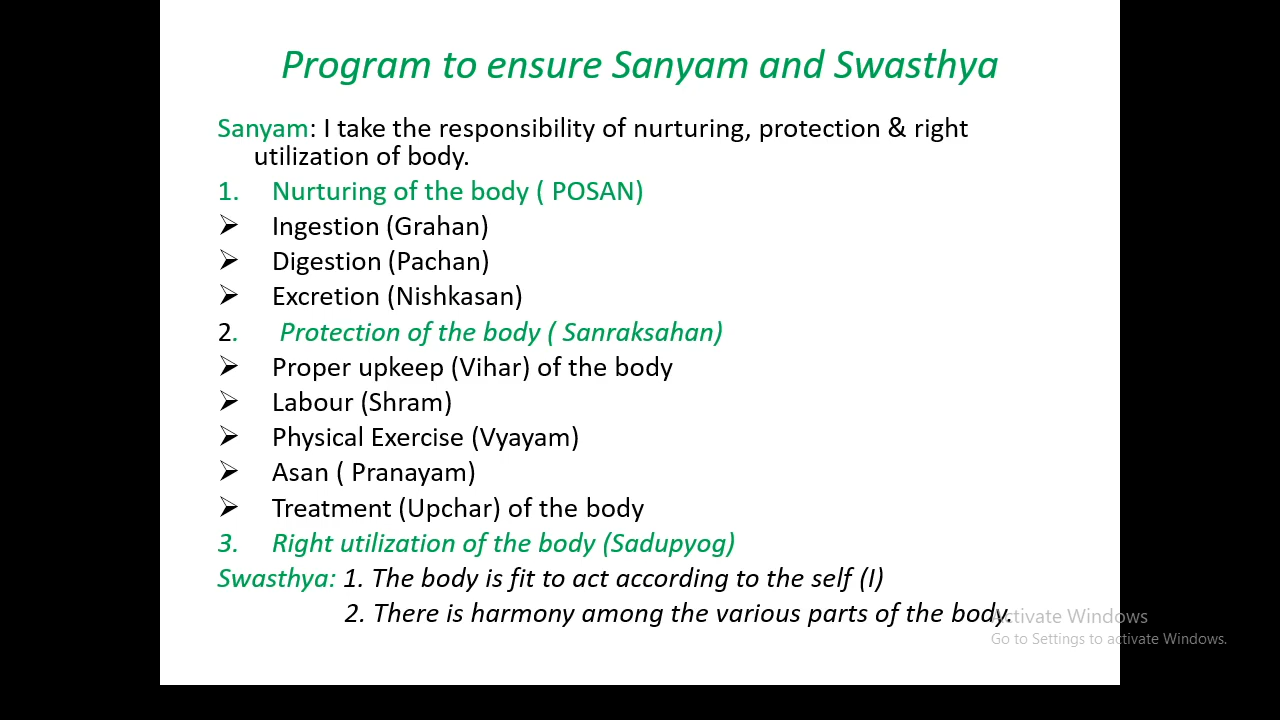 Program to ensure Sanyam and Swasthya
Sanyam: I take the responsibility of nurturing, protection & right
utilization of body.
1. Nurturing of the body ( POSAN)
➢ Ingestion (Grahan)
➢ Digestion (Pachan)
➢ Excretion (Nishkasan)
2. Protection of the body ( Sanraksahan)
➢ Proper upkeep (Vihar) of the body
➢ Labour (Shram)
➢ Physical Exercise (Vyayam)
➢ Asan ( Pranayam)
➢ Treatment (Upchar) of the body
3. Right utilization of the body (Sadupyog)
Swasthya: 1. The body is fit to act according to the self (I)
2. There is harmony among the various parts of the body.
Activate Windows
Go to Settings to activate Windows.